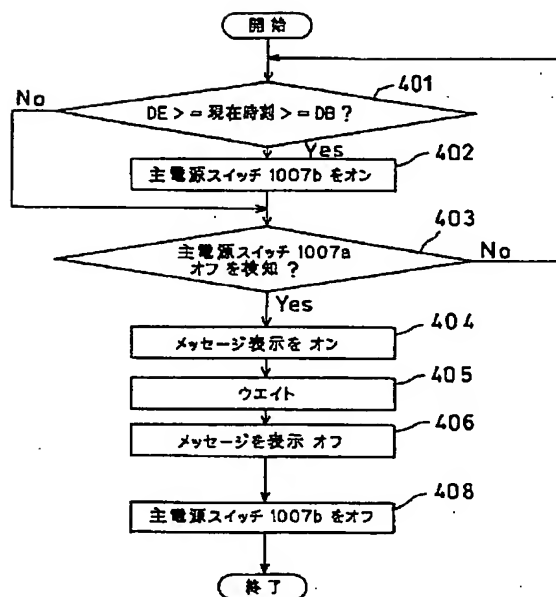 開始
401
DE >= 現在時刻 >= DB ?
No
Yes
402
主電源スイッチ 1007b をオン
403
主電源スイッチ 1007a
オフを検知 ?
No
Yes
404
メッセージ表示を オン
405
ウエイト
406
メッセージを表示 オフ
408
主電源スイッチ 1007b をオフ
終了